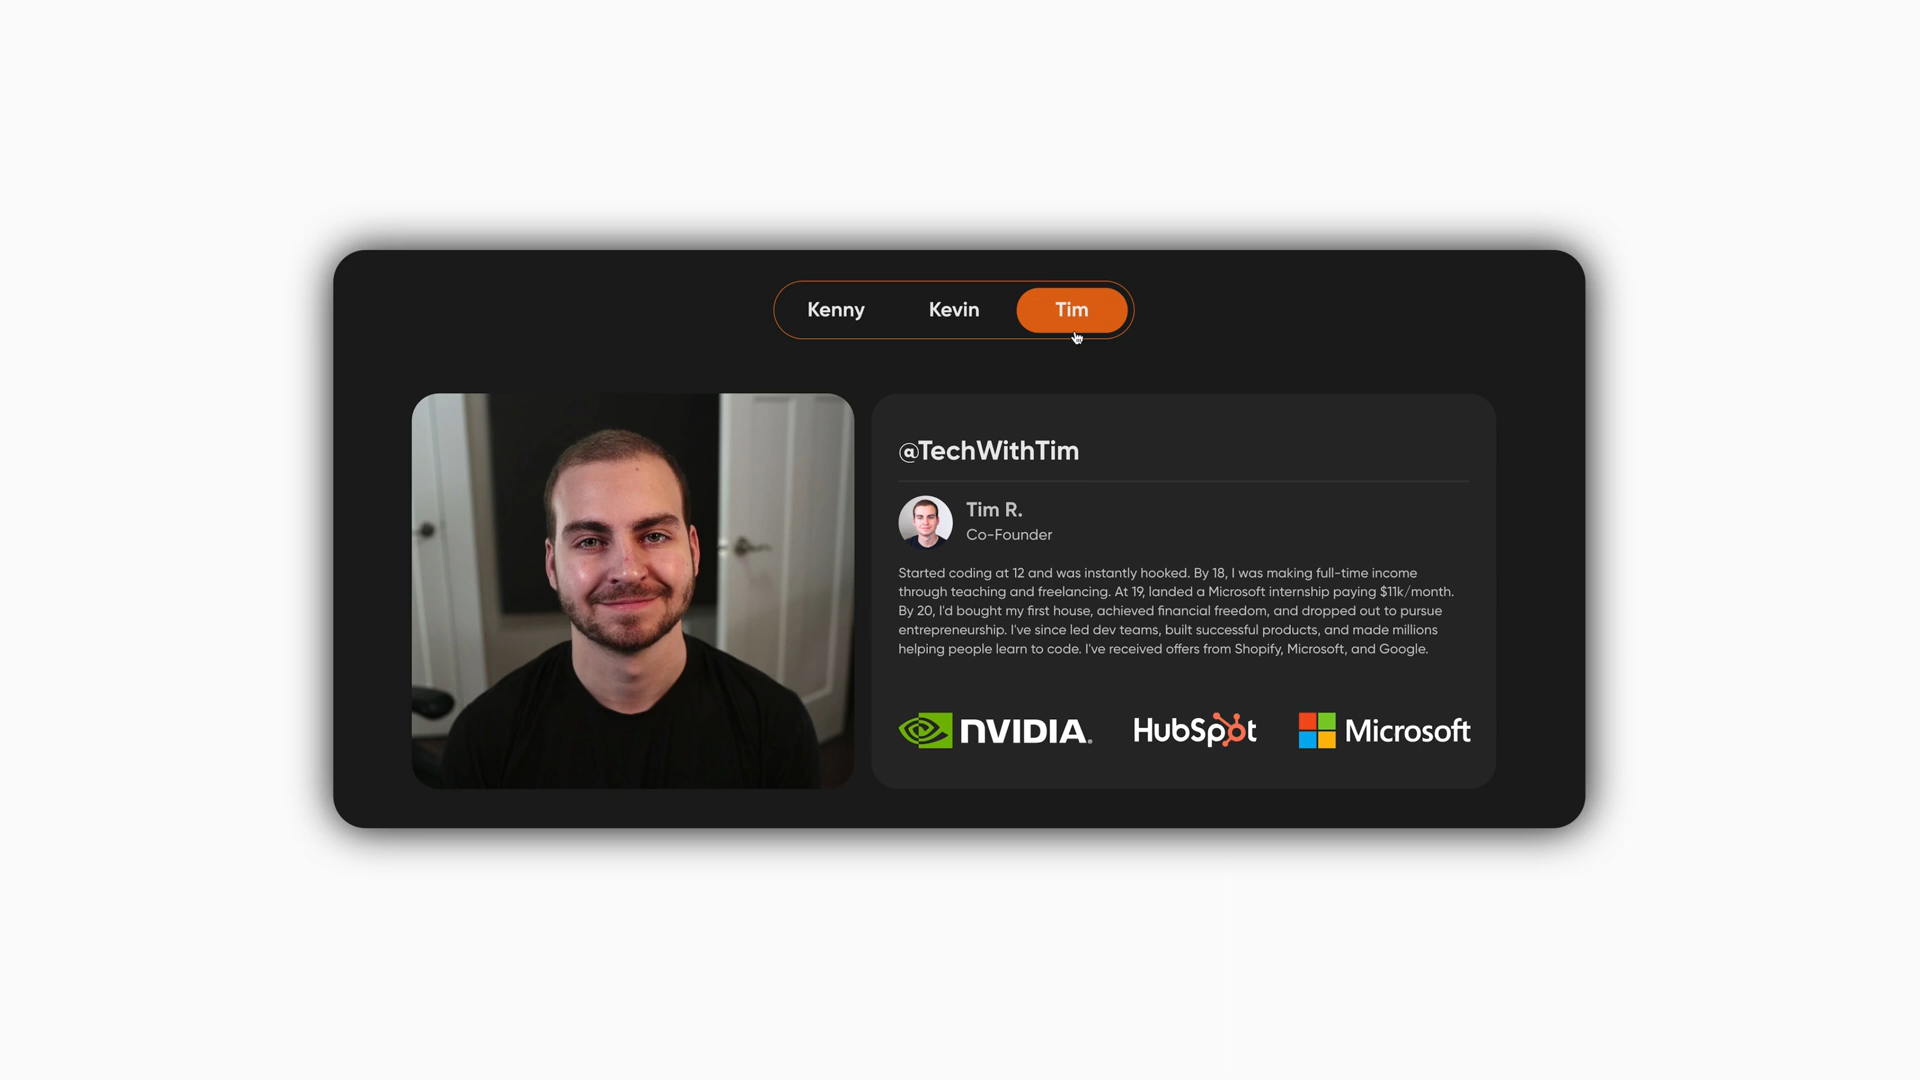 Kenny
Kevin
Tim
@TechWithTim
Tim R.
Co-Founder
Started coding at 12 and was instantly hooked. By 18, I was making full-time income
through teaching and freelancing. At 19, landed a Microsoft internship paying $11k/month.
By 20, I'd bought my first house, achieved financial freedom, and dropped out to pursue
entrepreneurship. I've since led dev teams, built successful products, and made millions
helping people learn to code. I've received offers from Shopify, Microsoft, and Google.
NVIDIA.
HubSpot
Microsoft